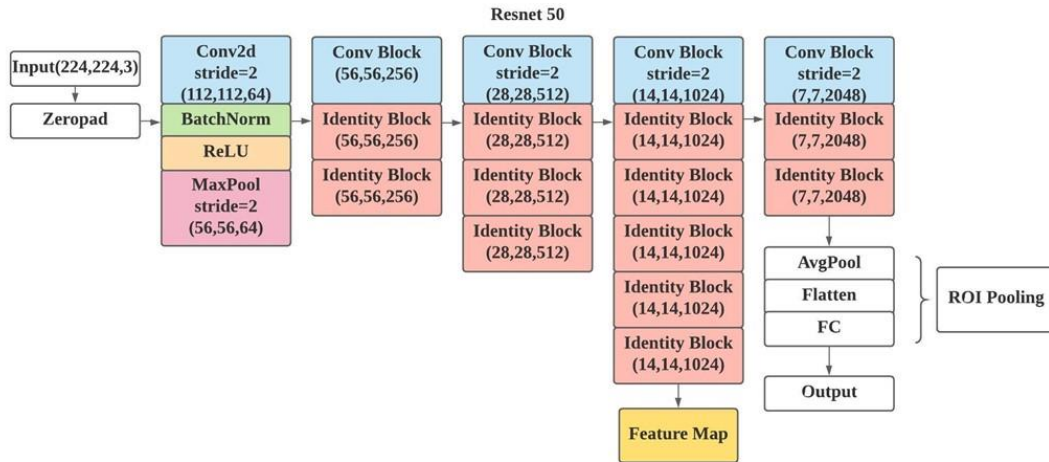 Resnet 50
Input(224,224,3)
Zeropad
Conv2d
stride=2
(112,112,64)
BatchNorm
ReLU
MaxPool
stride=2
(56,56,64)
Conv Block
(56,56,256)
Identity Block
(56,56,256)
Identity Block
(56,56,256)
Conv Block
stride=2
(28,28,512)
Identity Block
(28,28,512)
Identity Block
(28,28,512)
Identity Block
(28,28,512)
Conv Block
stride=2
(14,14,1024)
Identity Block
(14,14,1024)
Identity Block
(14,14,1024)
Identity Block
(14,14,1024)
Identity Block
(14,14,1024)
Identity Block
(14,14,1024)
Feature Map
Conv Block
stride=2
(7,7,2048)
Identity Block
(7,7,2048)
Identity Block
(7,7,2048)
AvgPool
Flatten
FC
Output
ROI Pooling